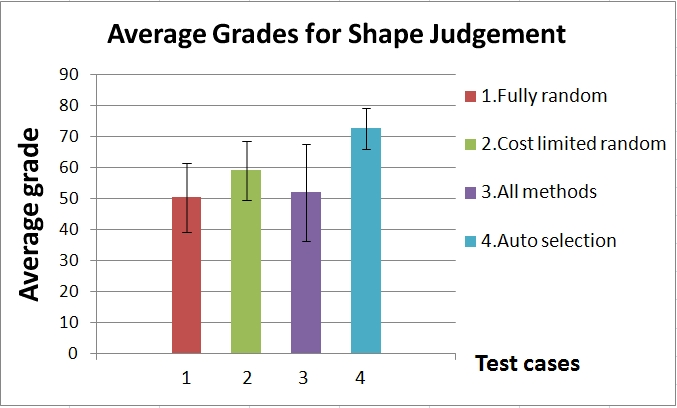 Average Grades for Shape Judgement
Average grade
90
80
70
60
50
40
30
20
10
0
1
2
3
4
Test cases
1.Fully random
2.Cost limited random
3.All methods
4.Auto selection